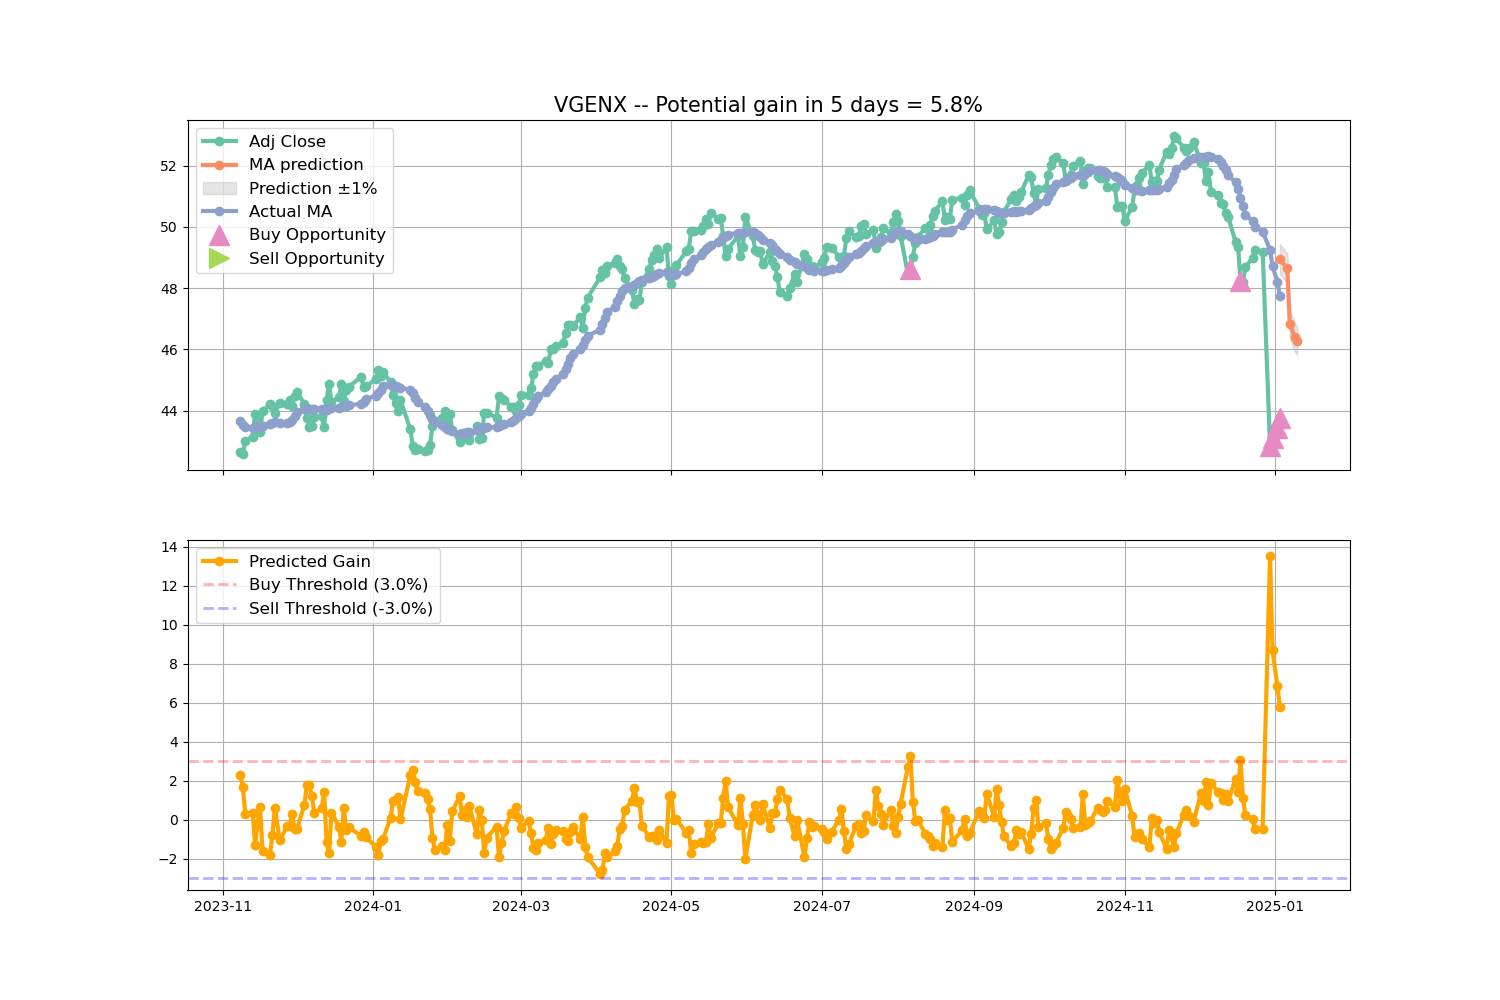 VGENX -- Potential gain in 5 days = 5.8%
Adj Close
MA prediction
Prediction ±1%
Actual MA
Buy Opportunity
Sell Opportunity
52
50
48
46
44
Predicted Gain
Buy Threshold (3.0%)
Sell Threshold (-3.0%)
14
12
10
8
6
4
2
0
−2
2023-11
2024-01
2024-03
2024-05
2024-07
2024-09
2024-11
2025-01